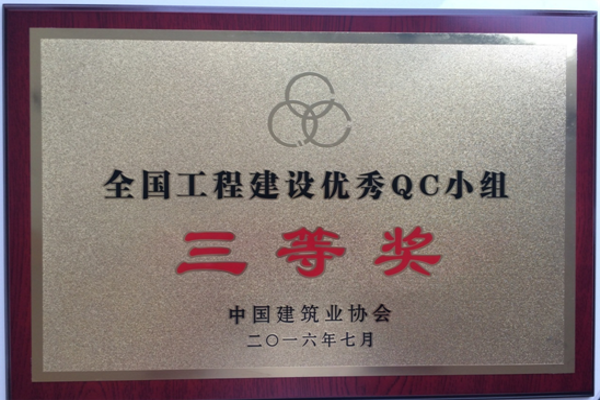 全国工程建设优秀QC小组
三等奖
中国建筑业协会
二〇一六年七月